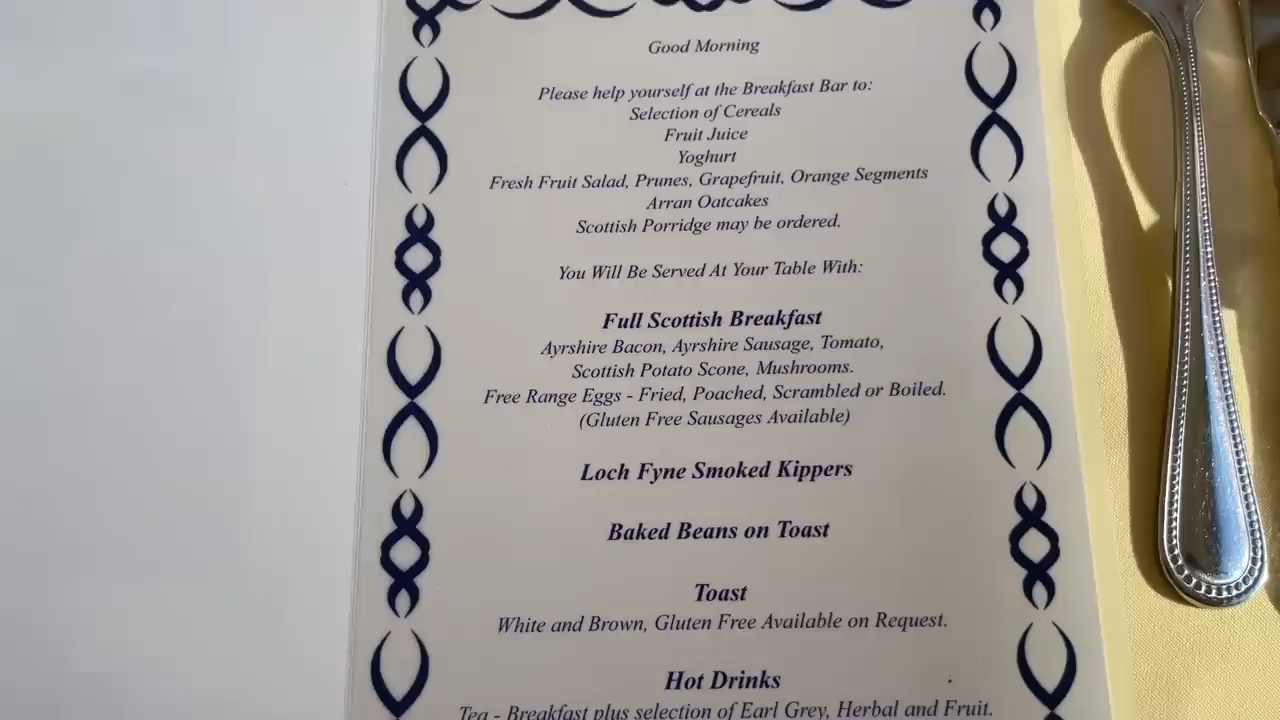 Good Morning
Please help yourself at the Breakfast Bar to:
Selection of Cereals
Fruit Juice
Yoghurt
Fresh Fruit Salad, Prunes, Grapefruit, Orange Segments
Arran Oatcakes
Scottish Porridge may be ordered.
You Will Be Served At Your Table With:
Full Scottish Breakfast
Ayrshire Bacon, Ayrshire Sausage, Tomato,
Scottish Potato Scone, Mushrooms.
Free Range Eggs - Fried, Poached, Scrambled or Boiled.
(Gluten Free Sausages Available)
Loch Fyne Smoked Kippers
Baked Beans on Toast
Toast
White and Brown, Gluten Free Available on Request.
Hot Drinks
Tea - Breakfast plus selection of Earl Grey, Herbal and Fruit.